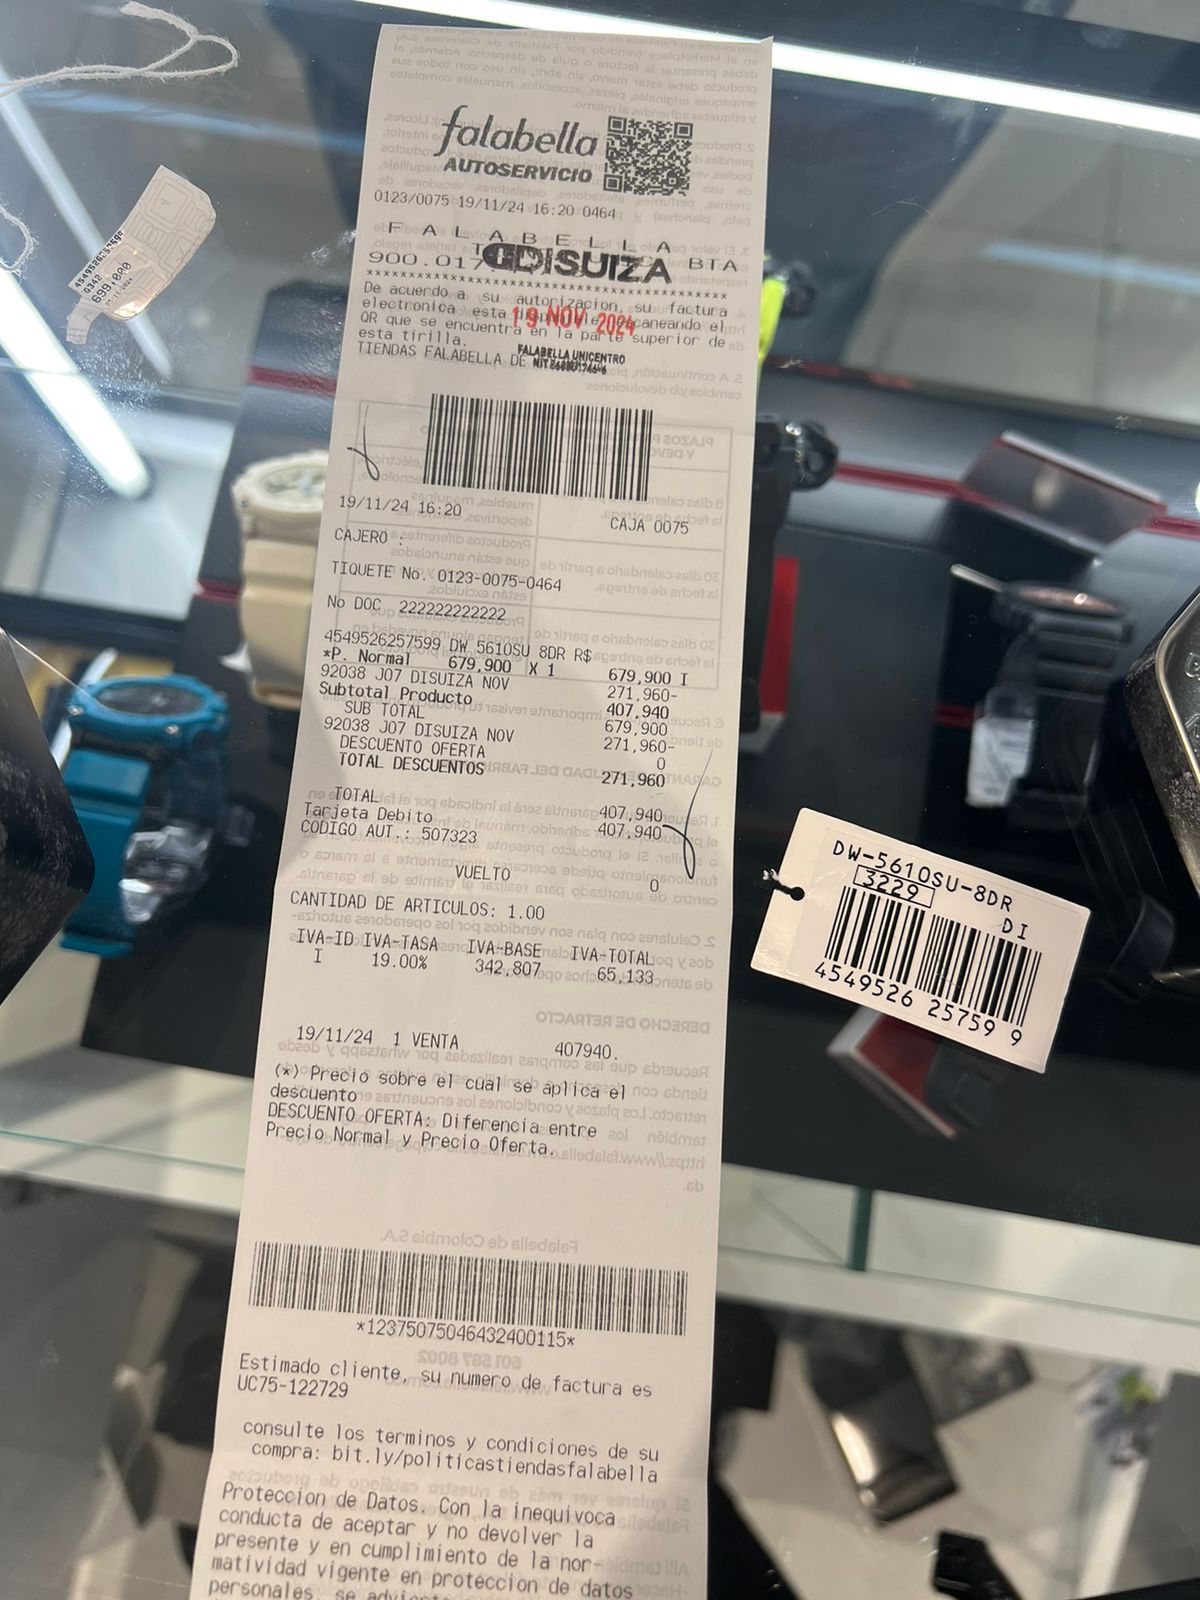 falabella
AUTOSERVICIO
0123/0075 19/11/24 16:20 0464
FALABELLA
900.017 BTA
DISUIZA
De acuerdo a su autorizacion, su factura
electronica esta escaneando el
19 NOV 2024
QR que se encuentra en la parte superior de
esta tirilla.
FALABELLA UNICENTRO
TIENDAS FALABELLA DE
NIT
19/11/24 16:20 CAJA 0075
CAJERO :
TIQUETE No. 0123-0075-0464
No DOC 222222222222
4549526257599 DW 5610SU 8DR R$
*P. Normal 679,900 X 1 679,900 I
92038 J07 DISUIZA NOV 271,960-
Subtotal Producto 407,940
SUB TOTAL 679,900
92038 J07 DISUIZA NOV 271,960-
DESCUENTO OFERTA 0
TOTAL DESCUENTOS 271,960
TOTAL 407,940
Tarjeta Debito 407,940
CODIGO AUT.: 507323
VUELTO 0
CANTIDAD DE ARTICULOS: 1.00
IVA-ID IVA-TASA IVA-BASE IVA-TOTAL
I 19.00% 342,807 65,133
19/11/24 1 VENTA 407940.
(*) Precio sobre el cual se aplica el
descuento
DESCUENTO OFERTA: Diferencia entre
Precio Normal y Precio Oferta.
*12375075046432400115*
Estimado cliente, su numero de factura es
UC75-122729
consulte los terminos y condiciones de su
compra: bit.ly/politicastiendasfalabella
Proteccion de Datos. Con la inequivoca
conducta de aceptar y no devolver la
presente y en cumplimiento de la nor-
matividad vigente en proteccion de datos
personales, se
DW-5610SU-8DR
3229
DI
4549526 25759 9
0342
699,000